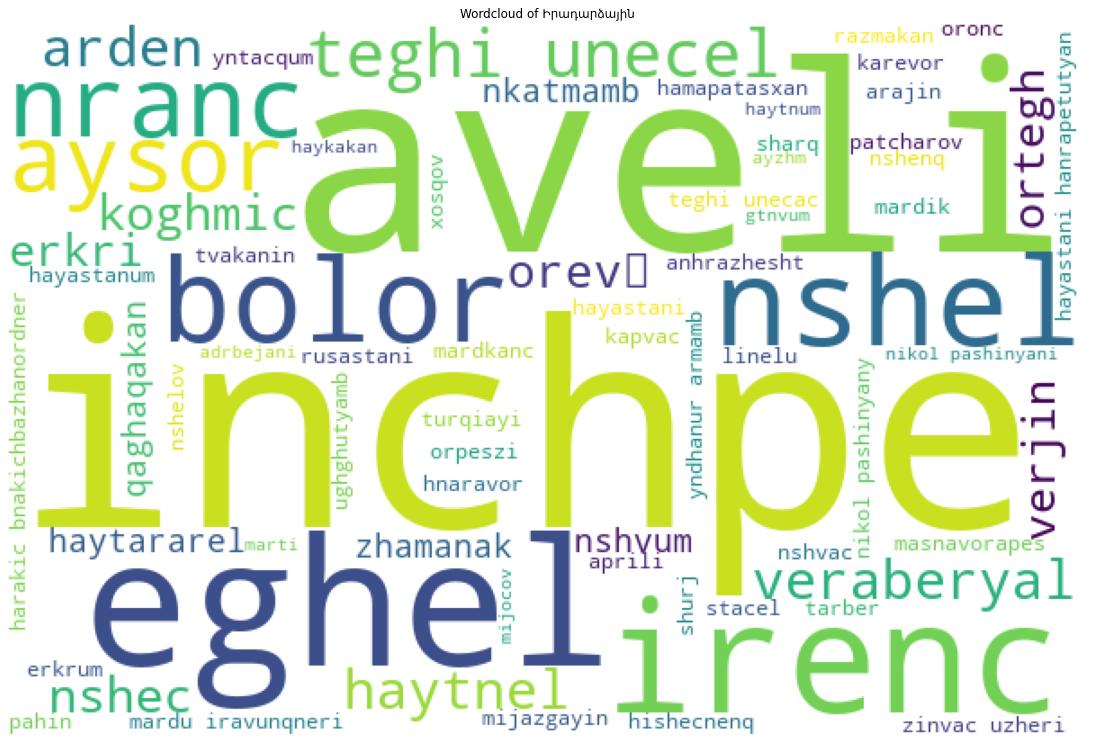 Wordcloud of Իրադարձային
arden
yntacqum
teghi unecel
razmakan
oronc
nranc
nkatmamb
hamapatasxan
karevor
arajin
haytnum
aveli
aysor
haykakan
xosqov
sharq
ayzhm
patcharov
nshenq
ortegh
hayastani hanrapetutyan
koghmic
teghi unecac
gtnvum
mardik
erkri
hayastanum
tvakanin
bolor
orev
anhrazhesht
nshel
harakic bnakichbazhanordner
qaghaqakan
nshelov
adrbejani
rusastani
mardkanc
hayastani
kapvac
linelu
nikol pashinyani
inchpe
ughghutyamb
turqiayi
orpeszi
hnaravor
yndhanur armamb
nikol pashinyany
verjin
haytararel
marti
zhamanak
nshvum
aprili
nshvac
masnavorapes
eghel
mijocov
shurj
veraberyal
stacel
tarber
irenc
erkrum
nshec
haytnel
pahin
mardu iravunqneri
mijazgayin
hishecnenq
zinvac uzheri